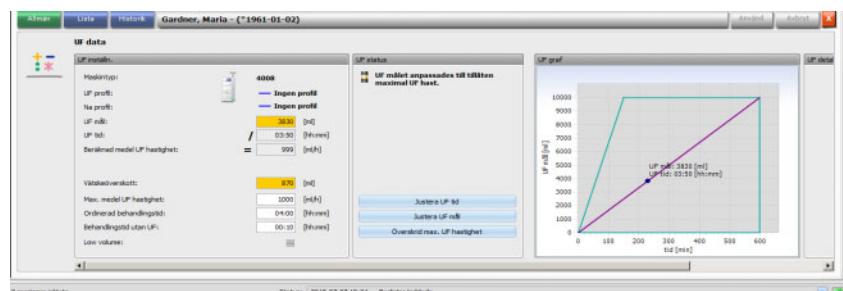 Allmän Lista Historik Gardner, Maria - (*1961-01-02) Använd Avbryt X
UF data
UF inställn. UF status UF graf UF detal
Maskintyp: 4008
UF målet anpassades till tillåten
maximal UF hast.
UF profil: Ingen profil
Na profil: Ingen profil
UF mål: 3830 [ml]
UF tid: / 03:50 [hh:mm]
Beräknad medel UF hastighet: = 999 [ml/h]
Vätskeöverskott: 870 [ml]
Max. medel UF hastighet: 1000 [ml/h]
Ordinerad behandlingstid: 04:00 [hh:mm]
Behandlingstid utan UF: 00:10 [hh:mm]
Low volume:
Justera UF tid
Justera UF mål
Överskrid max. UF hastighet
UF mål [ml]
10000
9000
8000
7000
6000
5000
4000
3000
2000
1000
0
UF mål: 3830 [ml]
UF tid: 03:50 [hh:mm]
0 100 200 300 400 500 600
tid [min]